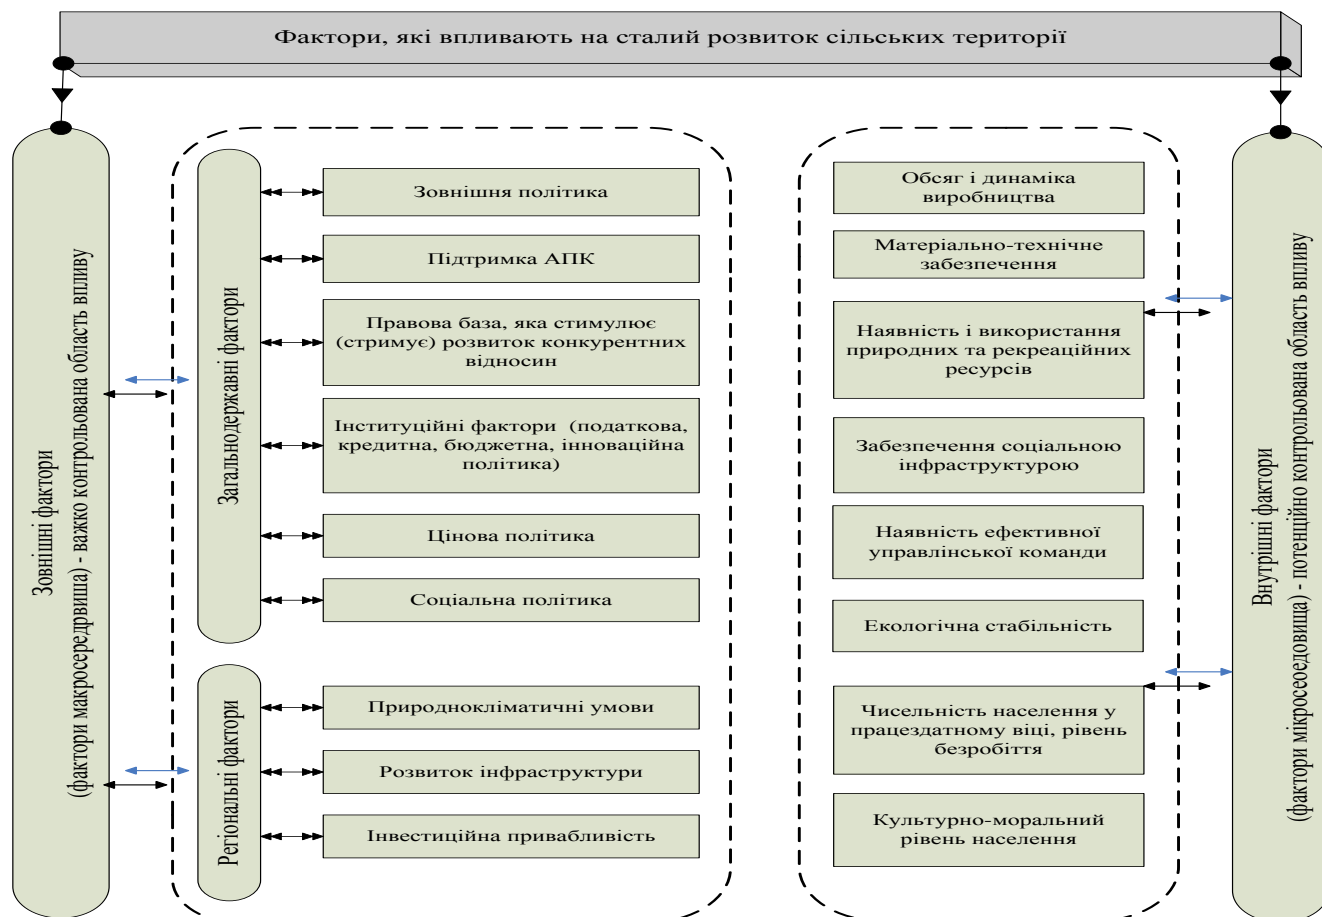 Фактори, які впливають на сталий розвиток сільських території
Зовнішні фактори
(фактори макросередрвиша) - важко контрольована область впливу
Загальнодержавні фактори
Зовнішня політика
Підтримка АПК
Правова база, яка стимулює
(стримує) розвиток конкурентних
відносин
Інституційні фактори (податкова,
кредитна, бюджетна, інноваційна
політика)
Цінова політика
Соціальна політика
Регіональні фактори
Природнокліматичні умови
Розвиток інфраструктури
Інвестиційна привабливість
Обсяг і динаміка
виробництва
Матеріально-технічне
забезпечення
Наявність і використання
природних та рекреаційних
ресурсів
Забезпечення соціальною
інфраструктурою
Наявність ефективної
управлінської команди
Екологічна стабільність
Чисельність населення у
працездатному віці, рівень
безробіття
Культурно-моральний
рівень населення
Внутрішні фактори
(фактори мікросеоедовища) - потенційно контрольована область впливу